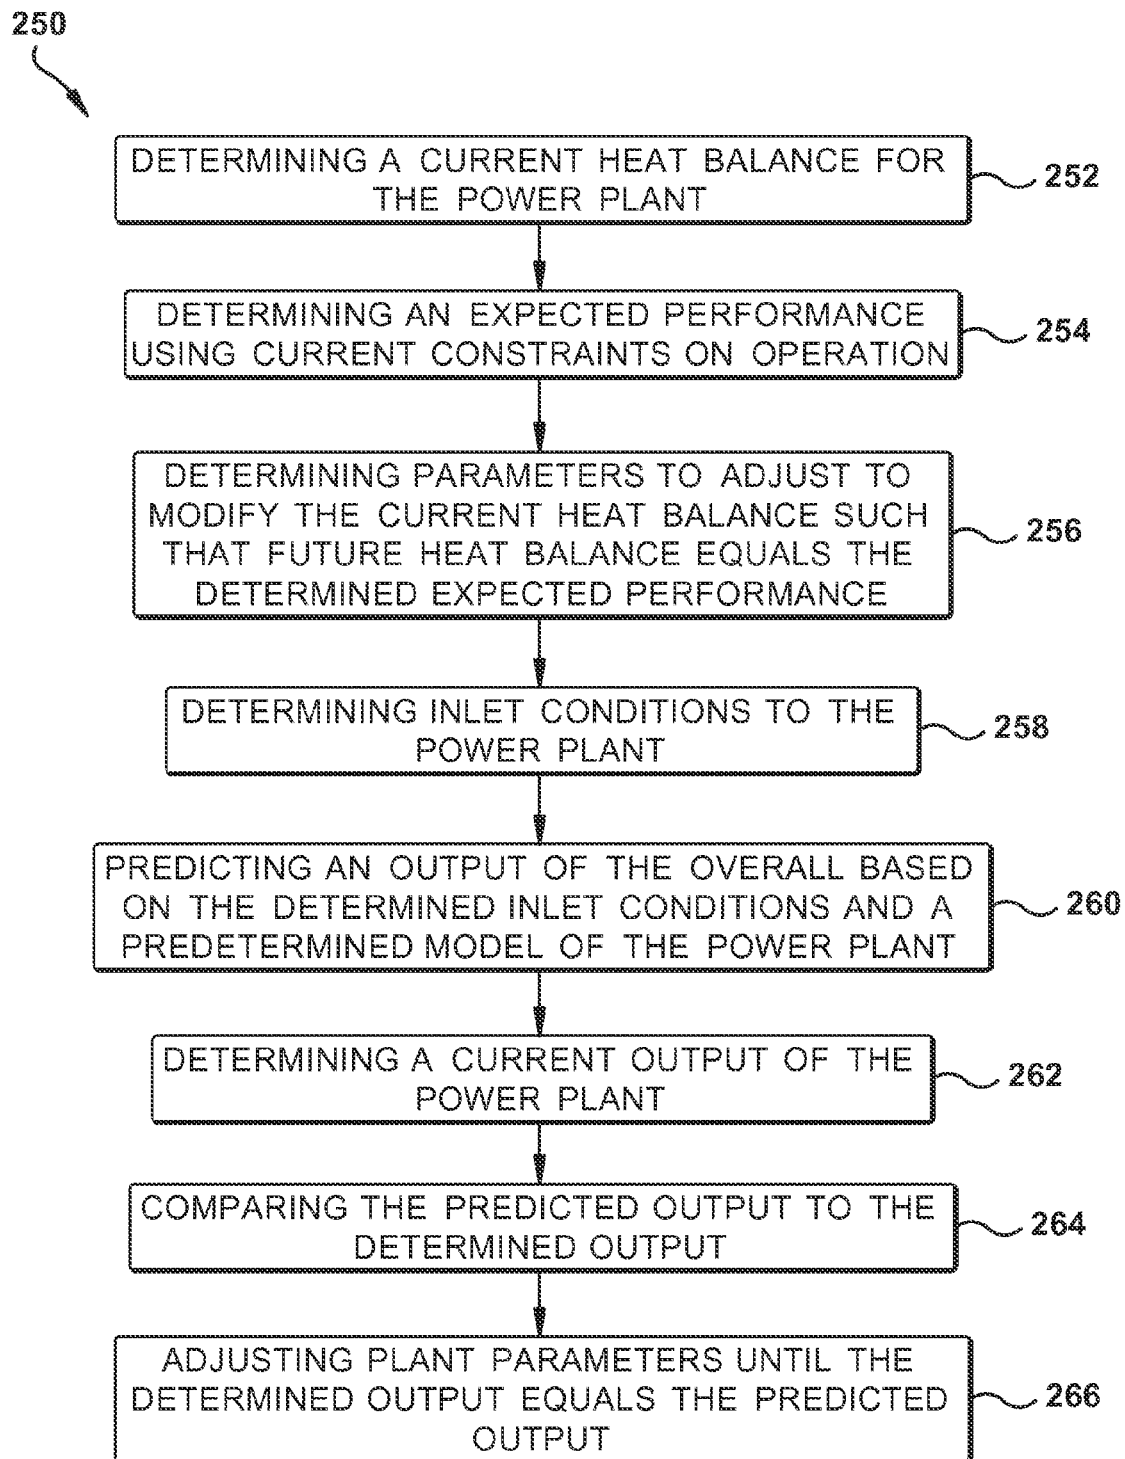 250
DETERMINING A CURRENT HEAT BALANCE FOR
THE POWER PLANT
252
DETERMINING AN EXPECTED PERFORMANCE
USING CURRENT CONSTRAINTS ON OPERATION
254
DETERMINING PARAMETERS TO ADJUST TO
MODIFY THE CURRENT HEAT BALANCE SUCH
THAT FUTURE HEAT BALANCE EQUALS THE
DETERMINED EXPECTED PERFORMANCE
256
DETERMINING INLET CONDITIONS TO THE
POWER PLANT
258
PREDICTING AN OUTPUT OF THE OVERALL BASED
ON THE DETERMINED INLET CONDITIONS AND A
PREDETERMINED MODEL OF THE POWER PLANT
260
DETERMINING A CURRENT OUTPUT OF THE
POWER PLANT
262
COMPARING THE PREDICTED OUTPUT TO THE
DETERMINED OUTPUT
264
ADJUSTING PLANT PARAMETERS UNTIL THE
DETERMINED OUTPUT EQUALS THE PREDICTED
OUTPUT
266